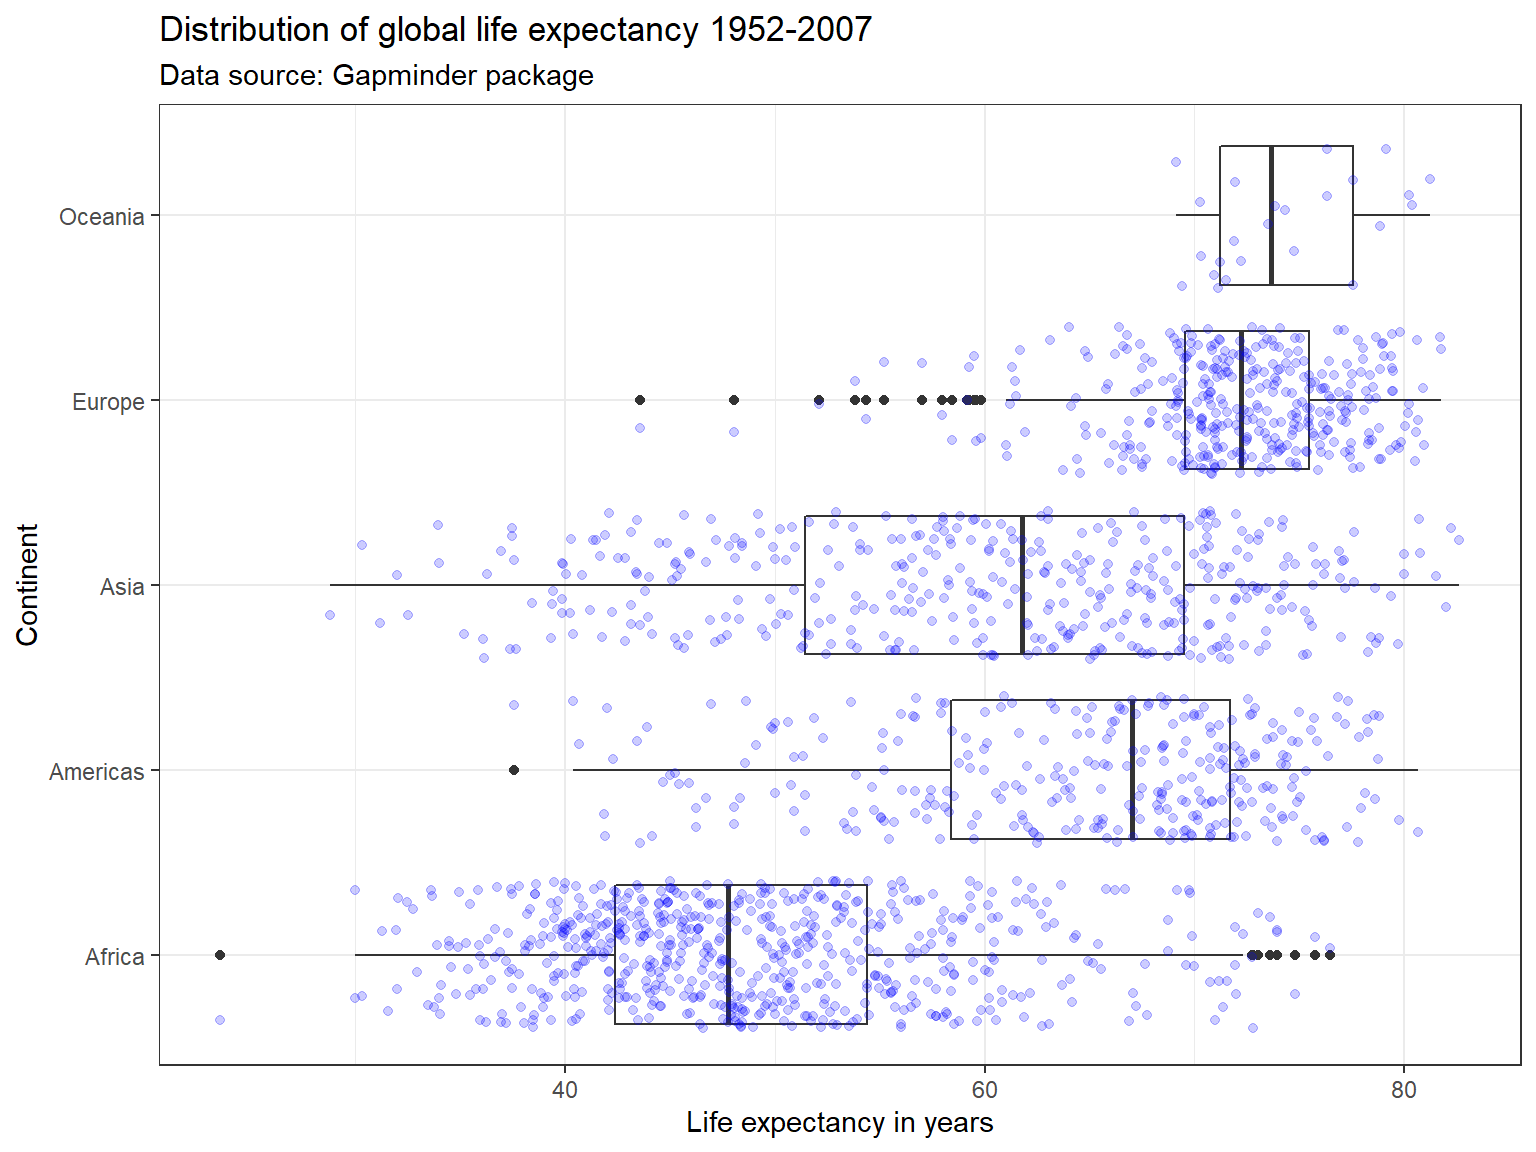 Distribution of global life expectancy 1952-2007
Data source: Gapminder package
Oceania
Europe
Asia
Americas
Africa
Continent
40 60 80
Life expectancy in years